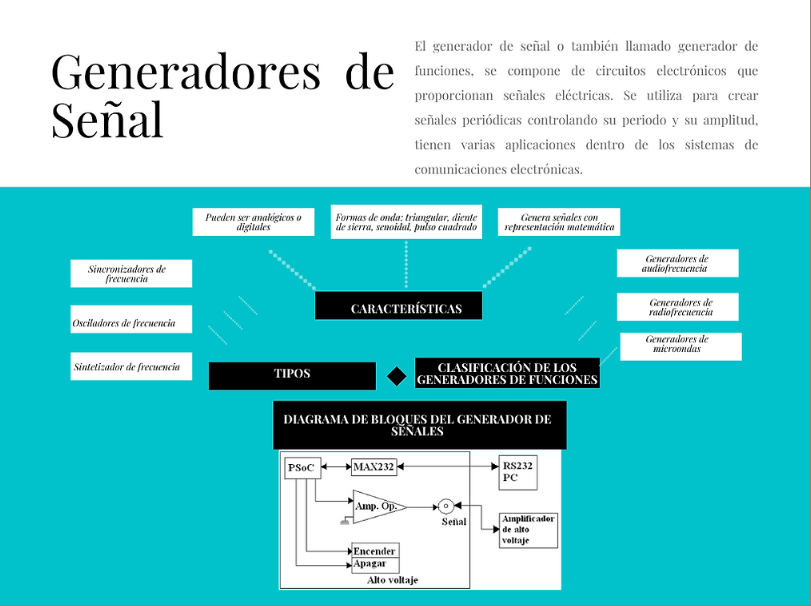 Generadores de
Señal
El generador de señal o también llamado generador de
funciones, se compone de circuitos electrónicos que
proporcionan señales eléctricas. Se utiliza para crear
señales periódicas controlando su periodo y su amplitud,
tienen varias aplicaciones dentro de los sistemas de
comunicaciones electrónicas.
Pueden ser analógicos o
digitales
Formas de onda: triangular, diente
de sierra, senoidal, pulso cuadrado
Genera señales con
representación matemática
Sincronizadores de
frecuencia
Osciladores de frecuencia
Sintetizador de frecuencia
CARACTERÍSTICAS
Generadores de
audiofrecuencia
Generadores de
radiofrecuencia
Generadores de
microondas
TIPOS
CLASIFICACIÓN DE LOS
GENERADORES DE FUNCIONES
DIAGRAMA DE BLOQUES DEL GENERADOR DE
SEÑALES
PSoC
MAX232
RS232
PC
Amp. Op.
Señal
Amplificador
de alto
voltaje
Encender
Apagar
Alto voltaje